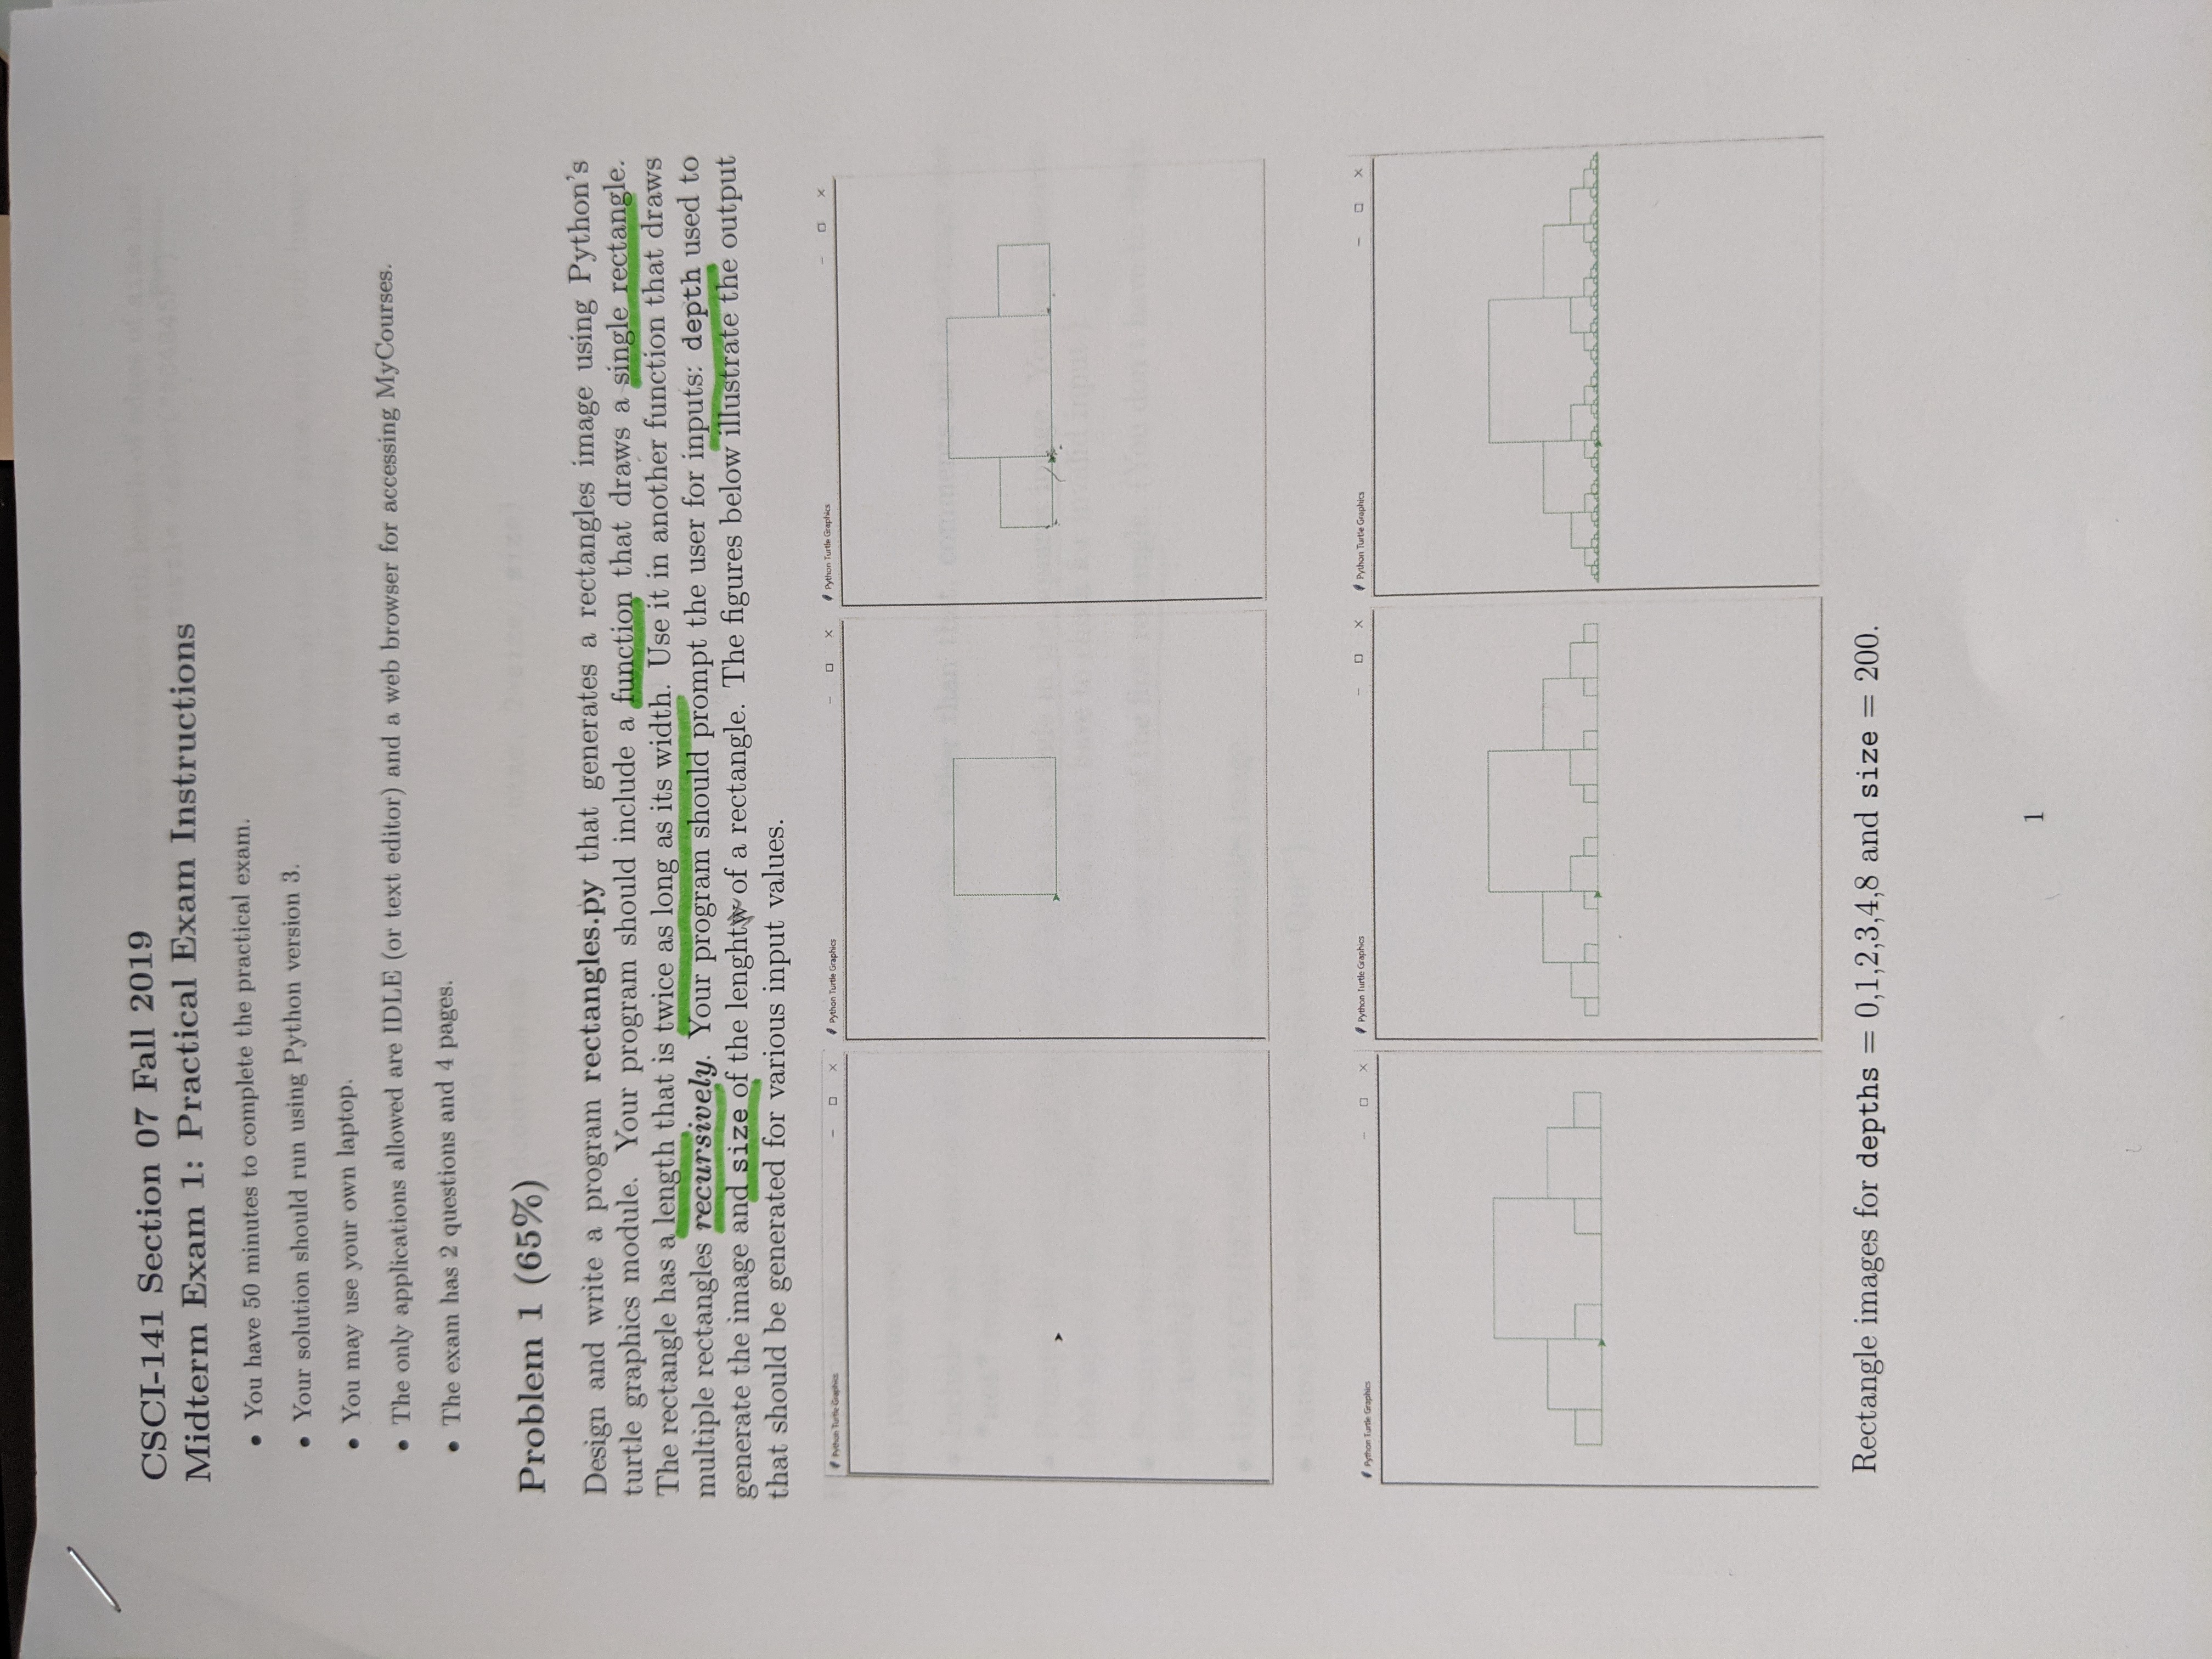 CSCI-141 Section 07 Fall 2019
Midterm Exam 1: Practical Exam Instructions
• You have 50 minutes to complete the practical exam.
• Your solution should run using Python version 3.
• You may use your own laptop.
• The only applications allowed are IDLE (or text editor) and a web browser for accessing MyCourses.
• The exam has 2 questions and 4 pages.
Problem 1 (65%)
Design and write a program rectangles.py that generates a rectangles image using Python's
turtle graphics module. Your program should include a function that draws a single rectangle.
The rectangle has a length that is twice as long as its width. Use it in another function that draws
multiple rectangles recursively. Your program should prompt the user for inputs: depth used to
generate the image and size of the lenght of a rectangle. The figures below illustrate the output
that should be generated for various input values.
Python Turtle Graphics
Python Turtle Graphics
Python Turtle Graphics
Python Turtle Graphics
Python Turtle Graphics
Python Turtle Graphics
Rectangle images for depths = 0,1,2,3,4,8 and size = 200.
1